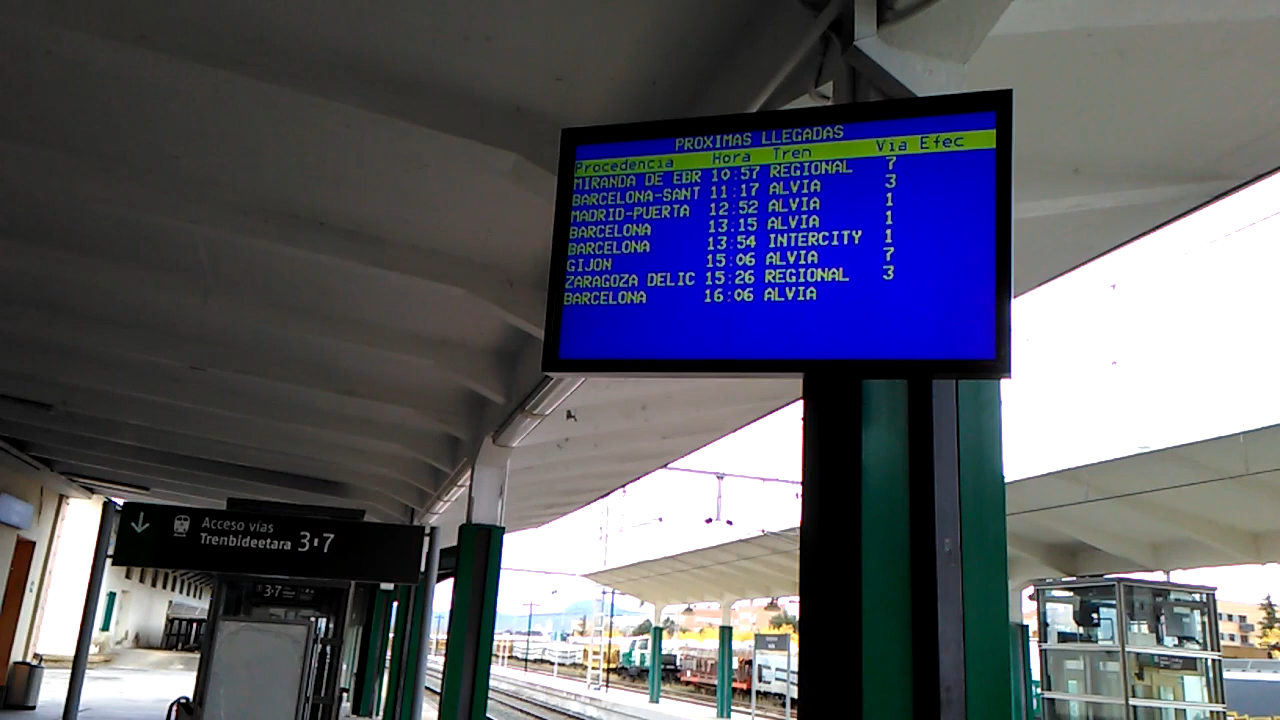 PROXIMAS LLEGADAS
Procedencia Hora Tren Via Efec
MIRANDA DE EBR 10:57 REGIONAL 7
BARCELONA-SANT 11:17 ALVIA 3
MADRID-PUERTA 12:52 ALVIA 1
BARCELONA 13:15 ALVIA 1
BARCELONA 13:54 INTERCITY 1
GIJON 15:06 ALVIA 7
ZARAGOZA DELIC 15:26 REGIONAL 3
BARCELONA 16:06 ALVIA
Acceso vías
Trenbideetara 3·7
3·7